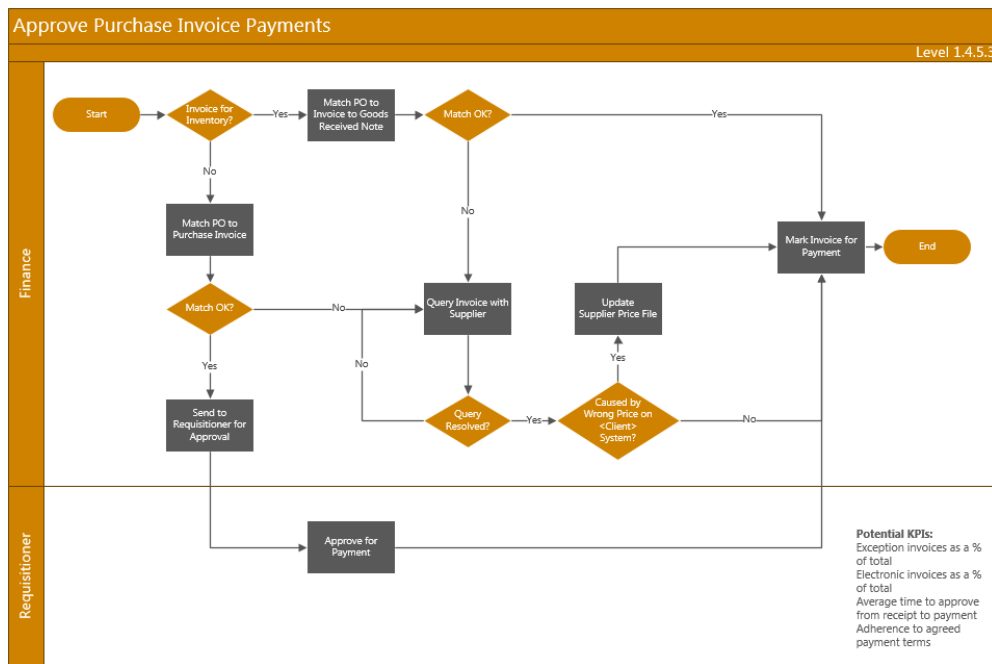 Approve Purchase Invoice Payments
Level 1.4.5.3
Finance
Start
Invoice for
Inventory?
Yes
Match PO to
Invoice to Goods
Received Note
Match OK?
Yes
No
No
Match PO to
Purchase Invoice
Mark Invoice for
Payment
End
Match OK?
No
Query Invoice with
Supplier
Update
Supplier Price File
Yes
No
Yes
Send to
Requisitioner for
Approval
Query
Resolved?
Yes
Caused by
Wrong Price on
<Client>
System?
No
Requisitioner
Approve for
Payment
Potential KPIs:
Exception invoices as a %
of total
Electronic invoices as a %
of total
Average time to approve
from receipt to payment
Adherence to agreed
payment terms